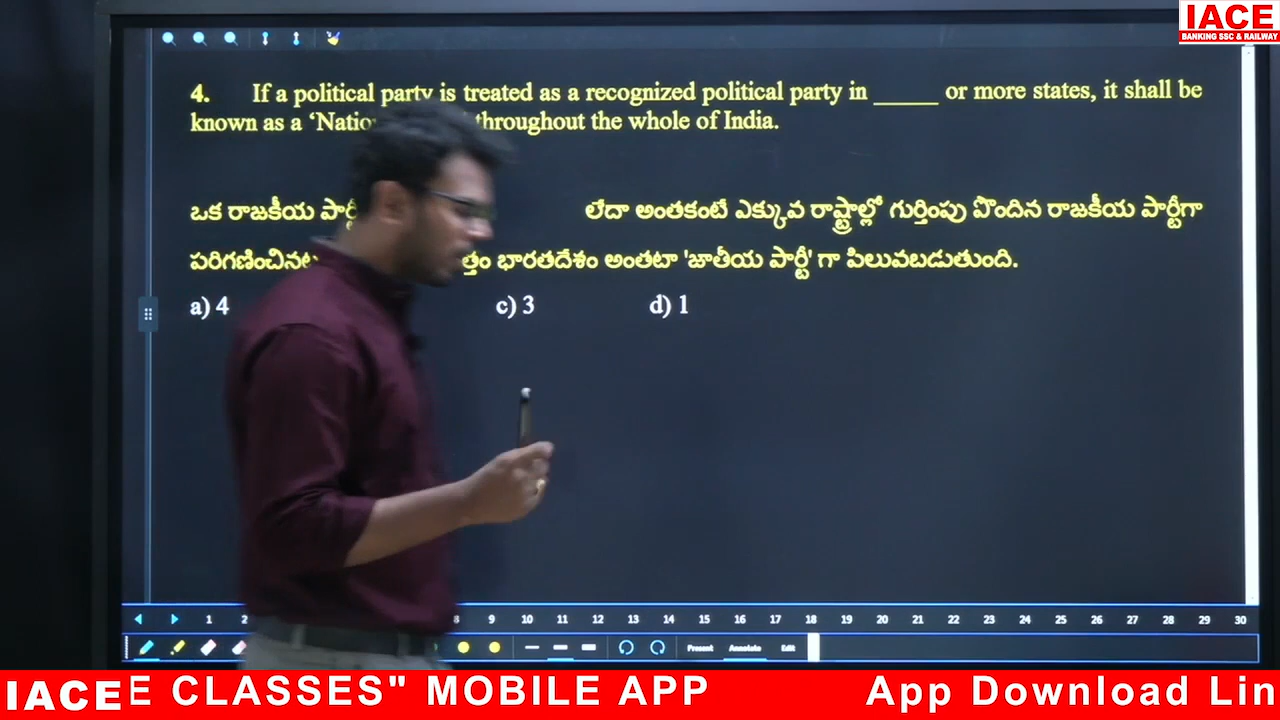 IACE
BANKING SSC & RAILWAY
4. If a political party is treated as a recognized political party in _____ or more states, it shall be
known as a ‘Natio throughout the whole of India.
ఒక రాజకీయ పార్టీ లేదా అంతకంటే ఎక్కువ రాష్ట్రాల్లో గుర్తింపు పొందిన రాజకీయ పార్టీగా
పరిగణించినట త్తం భారతదేశం అంతటా 'జాతీయ పార్టీ' గా పిలువబడుతుంది.
a) 4 c) 3 d) 1
1 2 8 9 10 11 12 13 14 15 16 17 18 19 20 21 22 23 24 25 26 27 28 29 30
Present Annotate Edit
IACE E CLASSES" MOBILE APP App Download Lin